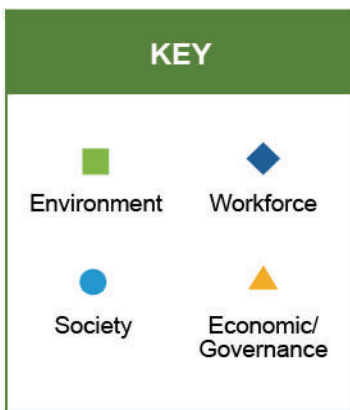 KEY
Environment
Workforce
Society
Economic/
Governance